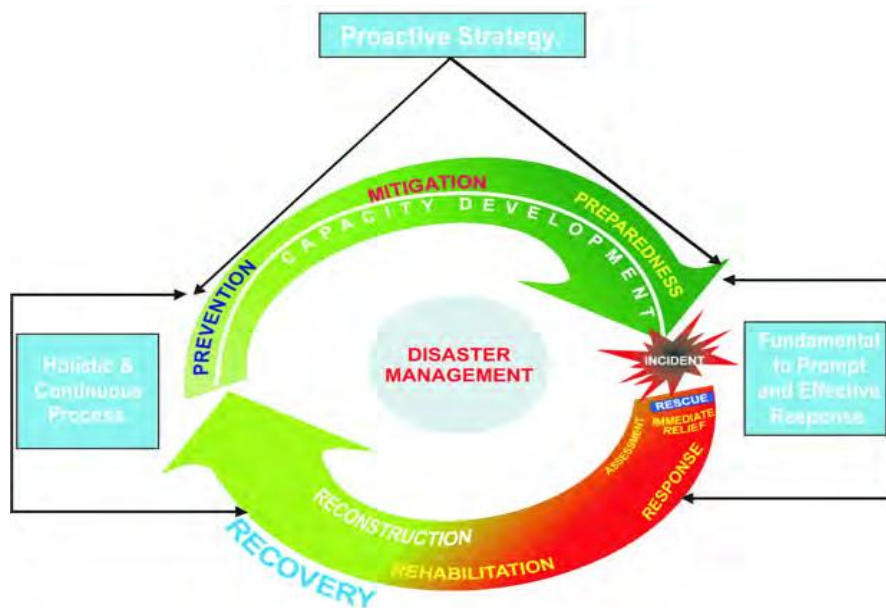 Proactive Strategy.
MITIGATION
CAPACITY DEVELOPMENT
PREPAREDNESS
PREVENTION
Holistic &
Continuous
Process
DISASTER
MANAGEMENT
INCIDENT
Fundamental
to Prompt
and Effective
Response
RESCUE
IMMEDIATE
RELIEF
ASSESSMENT
RESPONSE
RECONSTRUCTION
REHABILITATION
RECOVERY